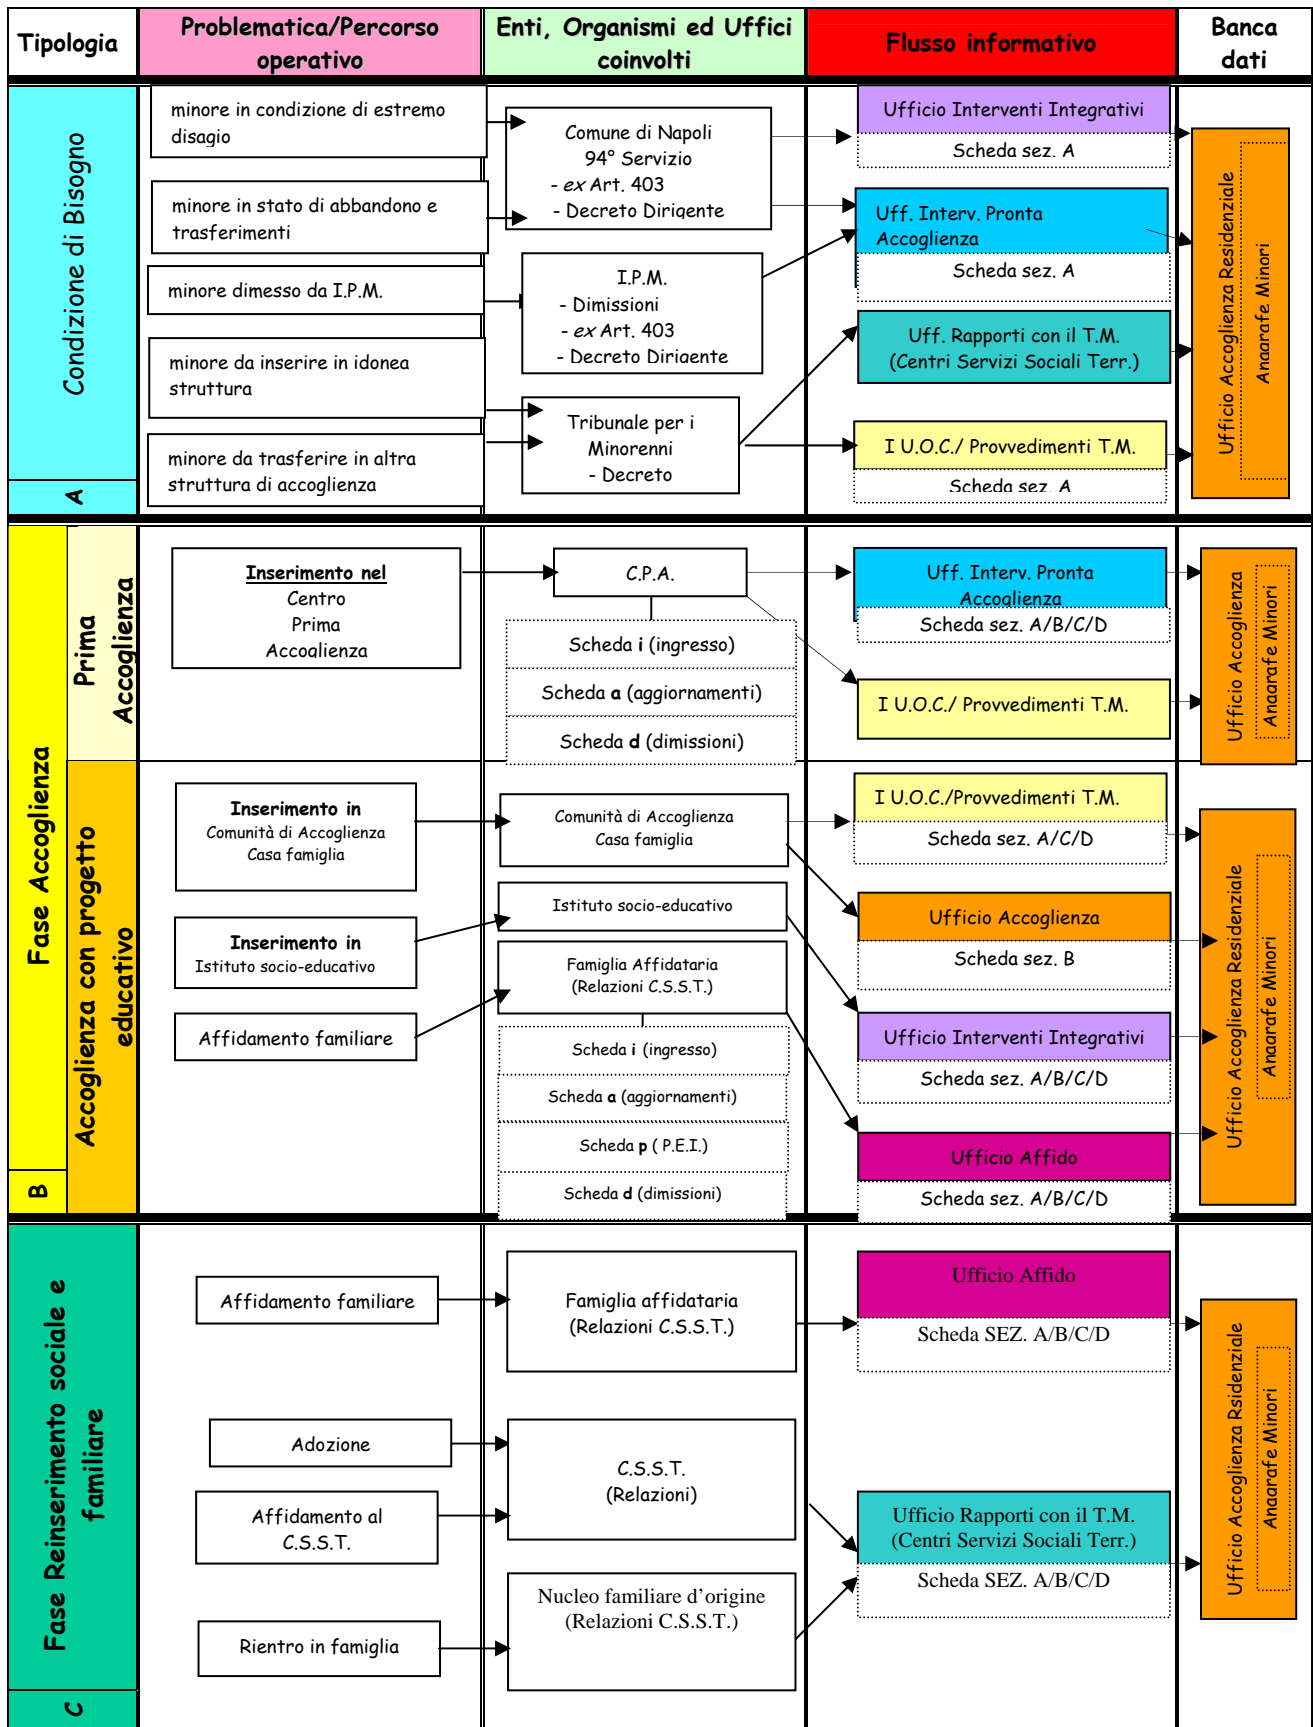 Tipologia
Problematica/Percorso
operativo
Enti, Organismi ed Uffici
coinvolti
Flusso informativo
Banca
dati
Condizione di Bisogno
A
minore in condizione di estremo
disagio
minore in stato di abbandono e
trasferimenti
minore dimesso da I.P.M.
minore da inserire in idonea
struttura
minore da trasferire in altra
struttura di accoglienza
Comune di Napoli
94° Servizio
- ex Art. 403
- Decreto Dirigente
I.P.M.
- Dimissioni
- ex Art. 403
- Decreto Dirigente
Tribunale per i
Minorenni
- Decreto
Ufficio Interventi Integrativi
Scheda sez. A
Uff. Interv. Pronta
Accoglienza
Scheda sez. A
Uff. Rapporti con il T.M.
(Centri Servizi Sociali Terr.)
I U.O.C./ Provvedimenti T.M.
Scheda sez. A
Ufficio Accoglienza Residenziale
Anagrafe Minori
Fase Accoglienza
B
Prima
Accoglienza
Inserimento nel
Centro
Prima
Accoglienza
C.P.A.
Scheda i (ingresso)
Scheda a (aggiornamenti)
Scheda d (dimissioni)
Uff. Interv. Pronta
Accoglienza
Scheda sez. A/B/C/D
I U.O.C./ Provvedimenti T.M.
Ufficio Accoglienza
Anagrafe Minori
Accoglienza con progetto
educativo
Inserimento in
Comunità di Accoglienza
Casa famiglia
Inserimento in
Istituto socio-educativo
Affidamento familiare
Comunità di Accoglienza
Casa famiglia
Istituto socio-educativo
Famiglia Affidataria
(Relazioni C.S.S.T.)
Scheda i (ingresso)
Scheda a (aggiornamenti)
Scheda p ( P.E.I.)
Scheda d (dimissioni)
I U.O.C./Provvedimenti T.M.
Scheda sez. A/C/D
Ufficio Accoglienza
Scheda sez. B
Ufficio Interventi Integrativi
Scheda sez. A/B/C/D
Ufficio Affido
Scheda sez. A/B/C/D
Ufficio Accoglienza Residenziale
Anagrafe Minori
Fase Reinserimento sociale e
familiare
C
Affidamento familiare
Adozione
Affidamento al
C.S.S.T.
Rientro in famiglia
Famiglia affidataria
(Relazioni C.S.S.T.)
C.S.S.T.
(Relazioni)
Nucleo familiare d'origine
(Relazioni C.S.S.T.)
Ufficio Affido
Scheda SEZ. A/B/C/D
Ufficio Rapporti con il T.M.
(Centri Servizi Sociali Terr.)
Scheda SEZ. A/B/C/D
Ufficio Accoglienza Rsidenziale
Anagrafe Minori